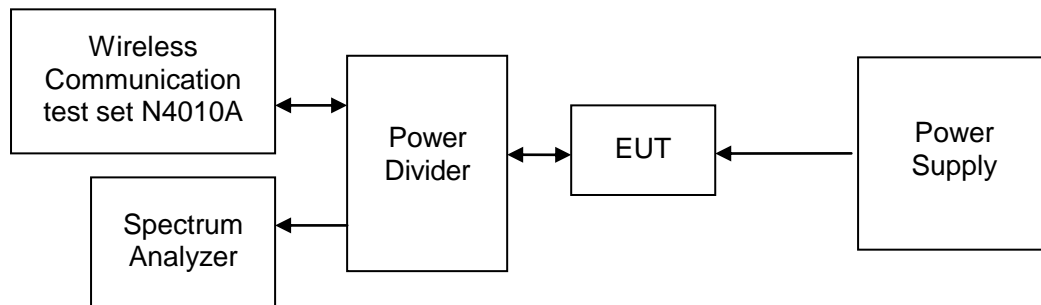 Wireless
Communication
test set N4010A
Spectrum
Analyzer
Power
Divider
EUT
Power
Supply